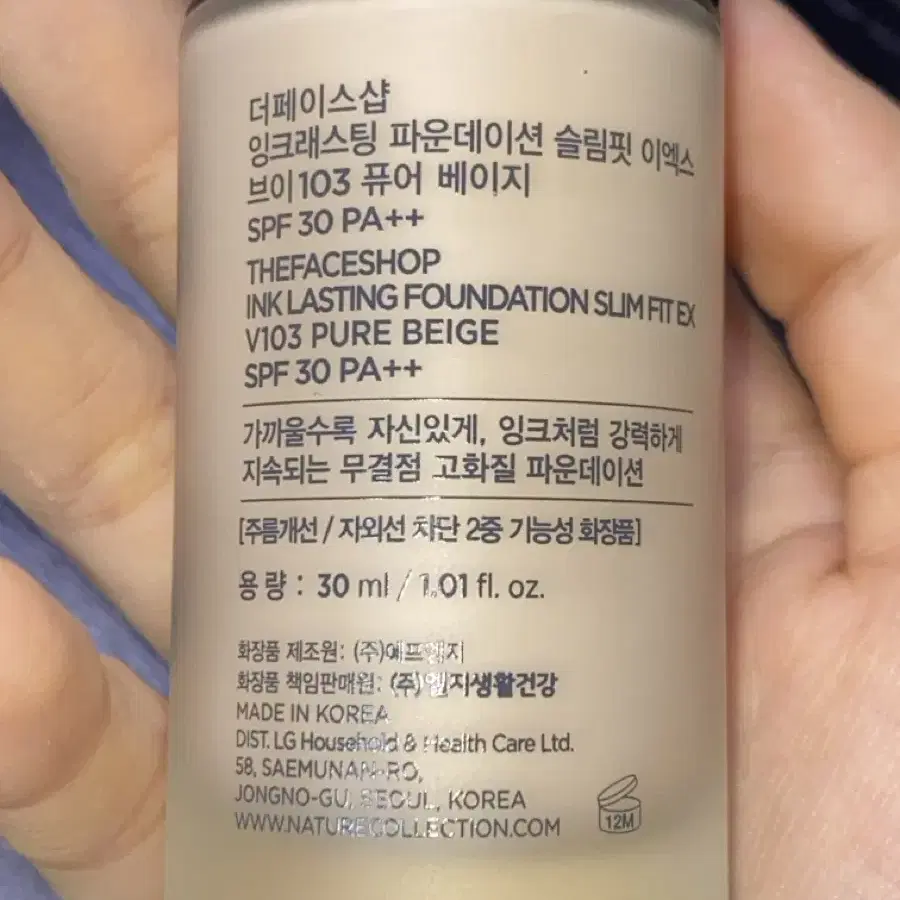 더페이스샵
잉크래스팅 파운데이션 슬림핏 이엑스
브이103 퓨어 베이지
SPF 30 PA++
THEFACESHOP
INK LASTING FOUNDATION SLIM FIT EX
V103 PURE BEIGE
SPF 30 PA++
가까울수록 자신있게, 잉크처럼 강력하게
지속되는 무결점 고화질 파운데이션
[주름개선 / 자외선 차단 2중 기능성 화장품]
용량 : 30 ml / 1.01 fl. oz.
화장품 제조원: (주)에프엠지
화장품 책임판매원: (주)엘지생활건강
MADE IN KOREA
DIST. LG Household & Health Care Ltd.
58, SAEMUNAN-RO,
JONGNO-GU, SEOUL, KOREA
WWW.NATURECOLLECTION.COM
12M